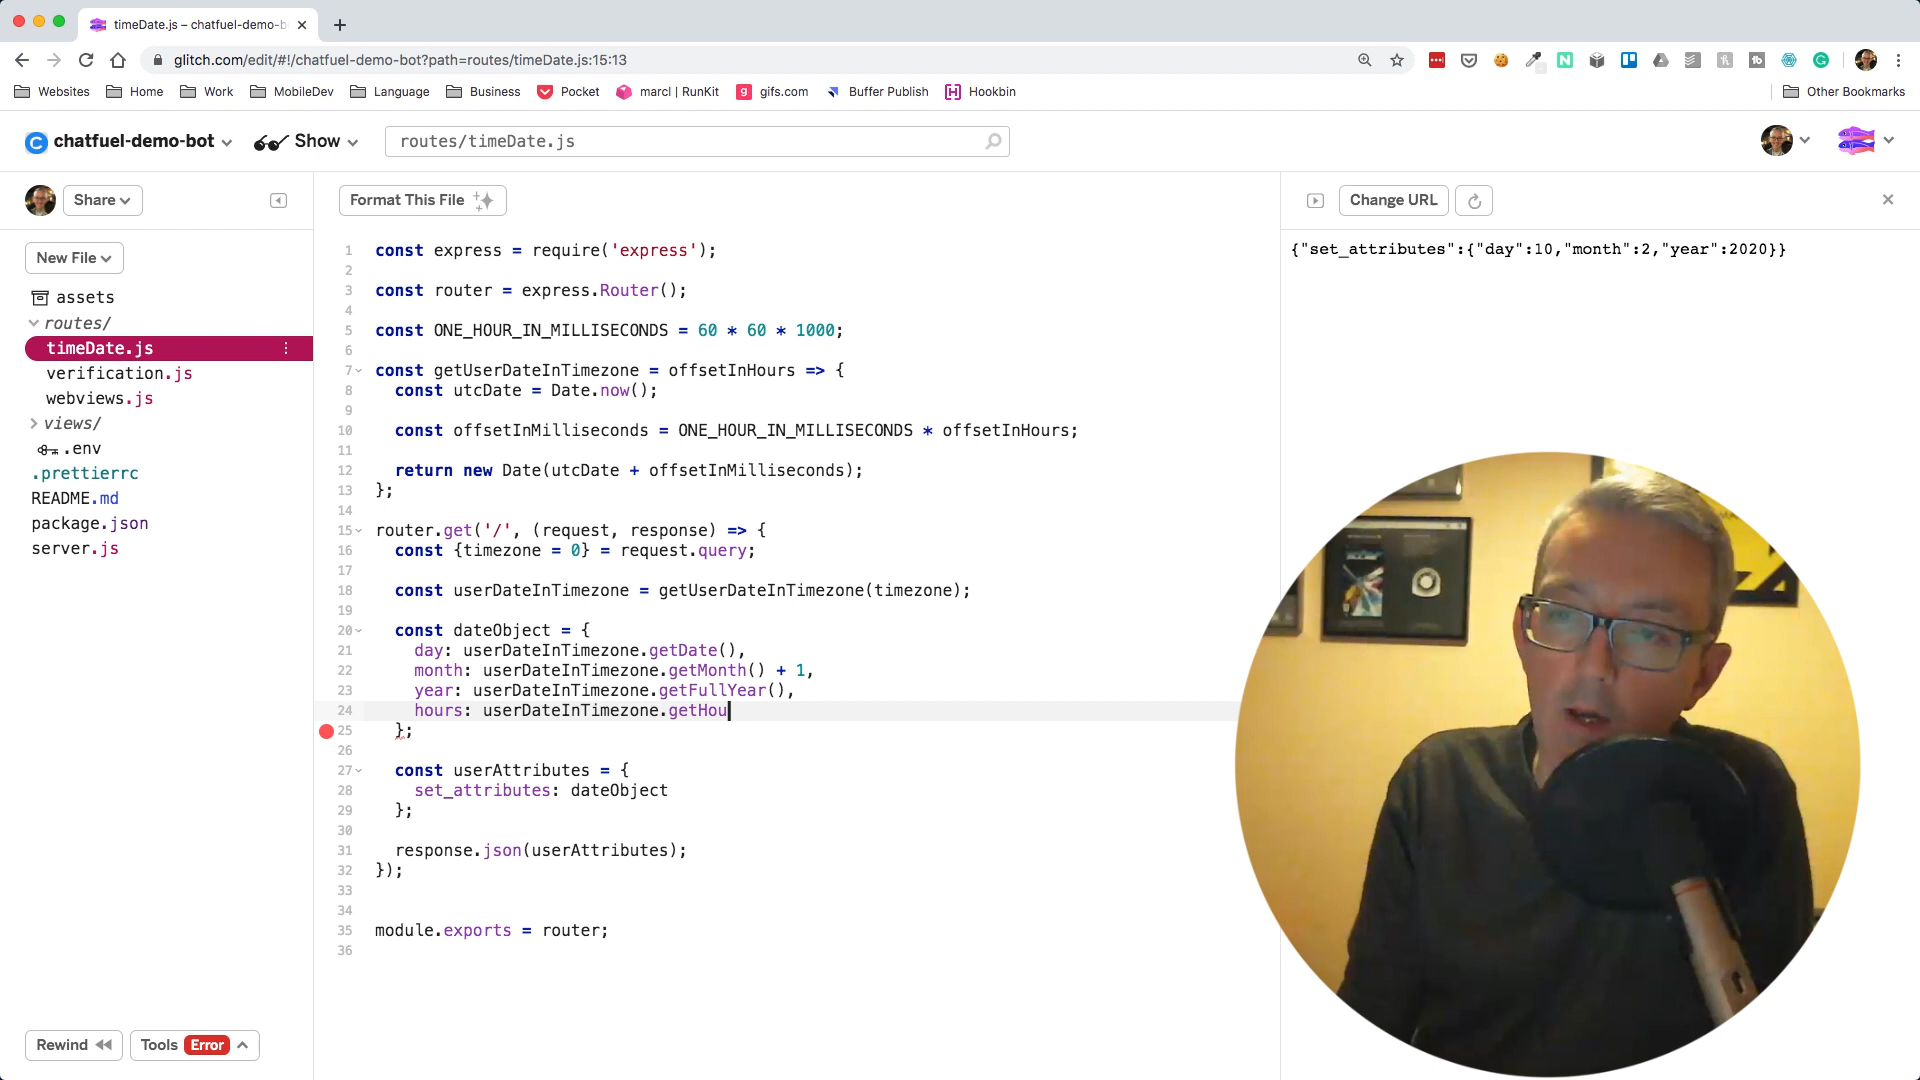 timeDate.js – chatfuel-demo-b
glitch.com/edit/#!/chatfuel-demo-bot?path=routes/timeDate.js:15:13
Websites Home Work MobileDev Language Business Pocket marcl | RunKit gifs.com Buffer Publish Hookbin Other Bookmarks
chatfuel-demo-bot Show routes/timeDate.js
Share Format This File Change URL
New File
assets
routes/
timeDate.js
verification.js
webviews.js
views/
.env
.prettierrc
README.md
package.json
server.js
Rewind Tools Error
1 const express = require('express');
2
3 const router = express.Router();
4
5 const ONE_HOUR_IN_MILLISECONDS = 60 * 60 * 1000;
6
7 const getUserDateInTimezone = offsetInHours => {
8 const utcDate = Date.now();
9
10 const offsetInMilliseconds = ONE_HOUR_IN_MILLISECONDS * offsetInHours;
11
12 return new Date(utcDate + offsetInMilliseconds);
13 };
14
15 router.get('/', (request, response) => {
16 const {timezone = 0} = request.query;
17
18 const userDateInTimezone = getUserDateInTimezone(timezone);
19
20 const dateObject = {
21 day: userDateInTimezone.getDate(),
22 month: userDateInTimezone.getMonth() + 1,
23 year: userDateInTimezone.getFullYear(),
24 hours: userDateInTimezone.getHou
25 };
26
27 const userAttributes = {
28 set_attributes: dateObject
29 };
30
31 response.json(userAttributes);
32 });
33
34
35 module.exports = router;
36
{"set_attributes":{"day":10,"month":2,"year":2020}}